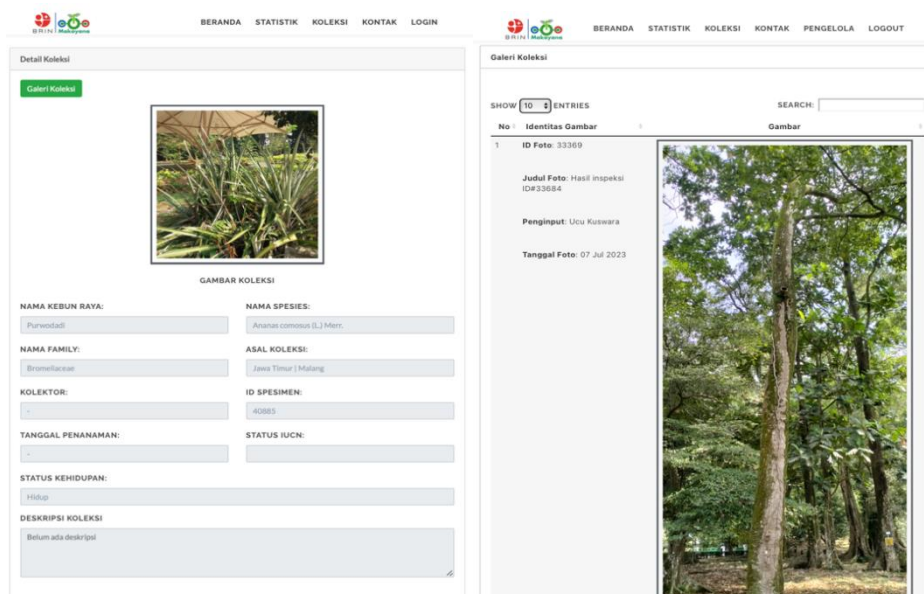 BRIN Makoyana
BERANDA STATISTIK KOLEKSI KONTAK LOGIN
Detail Koleksi
Galeri Koleksi
GAMBAR KOLEKSI
NAMA KEBUN RAYA:
Purwodadi
NAMA SPESIES:
Ananas comosus (L.) Merr.
NAMA FAMILY:
Bromeliaceae
ASAL KOLEKSI:
Jawa Timur | Malang
KOLEKTOR:
-
ID SPESIMEN:
40885
TANGGAL PENANAMAN:
-
STATUS IUCN:
STATUS KEHIDUPAN:
Hidup
DESKRIPSI KOLEKSI
Belum ada deskripsi
BRIN Makoyana
BERANDA STATISTIK KOLEKSI KONTAK PENGELOLA LOGOUT
Galeri Koleksi
SHOW 10 ENTRIES
SEARCH:
No Identitas Gambar Gambar
1 ID Foto: 33369
Judul Foto: Hasil inspeksi
ID#33684
Penginput: Ucu Kuswara
Tanggal Foto: 07 Jul 2023